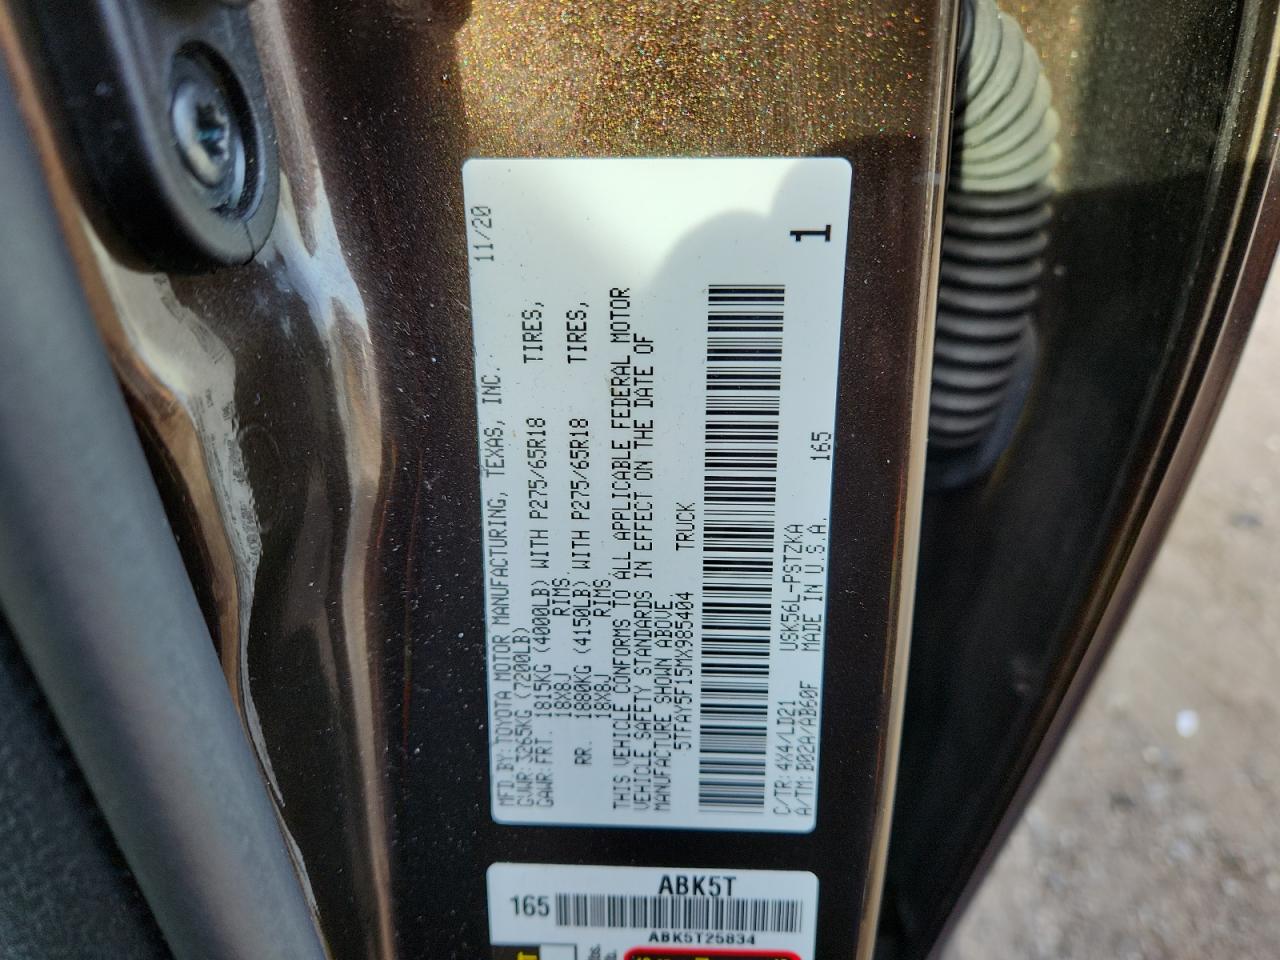 MFD BY: TOYOTA MOTOR MANUFACTURING, TEXAS, INC. 11/20
GVWR: 3265KG (7200LB)
GAWR: FRT. 1815KG (4000LB) WITH P275/65R18 TIRES,
18X8J RIMS
RR. 1880KG (4150LB) WITH P275/65R18 TIRES,
18X8J RIMS
THIS VEHICLE CONFORMS TO ALL APPLICABLE FEDERAL MOTOR
VEHICLE SAFETY STANDARDS IN EFFECT ON THE DATE OF
MANUFACTURE SHOWN ABOVE
5TFAY5F15MX985404 TRUCK
C/TR: 4X4/LD21 USK56L-PSTZKA
A/TM: B02A/AB60F MADE IN U.S.A. 165
1
ABK5T
165
ABK5T25834
lbs.